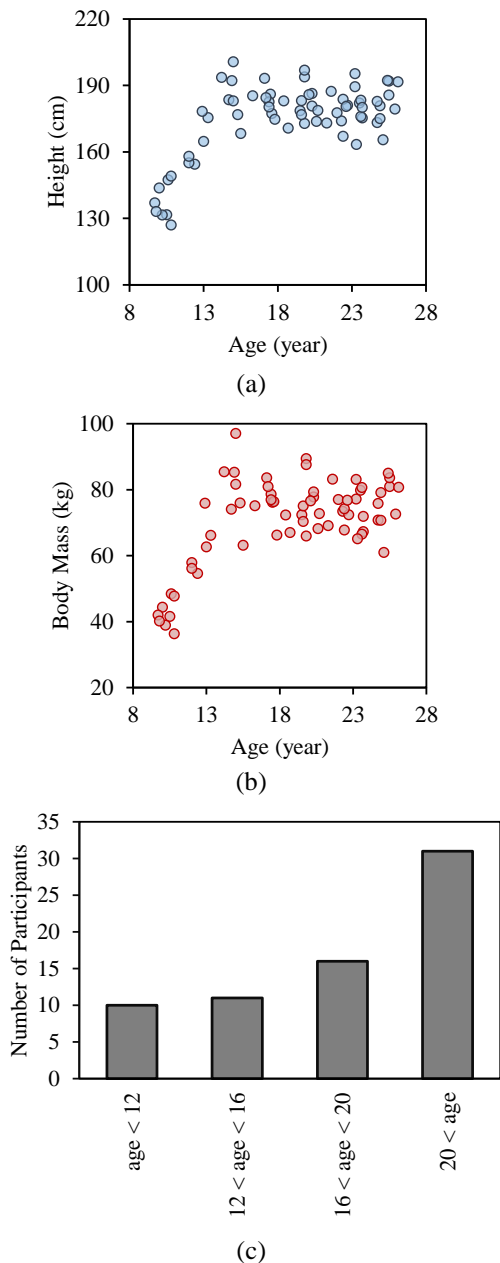 220
190
160
130
100
Height (cm)
8 13 18 23 28
Age (year)
(a)
100
80
60
40
20
Body Mass (kg)
8 13 18 23 28
Age (year)
(b)
35
30
25
20
15
10
5
0
Number of Participants
age < 12
12 < age < 16
16 < age < 20
20 < age
(c)